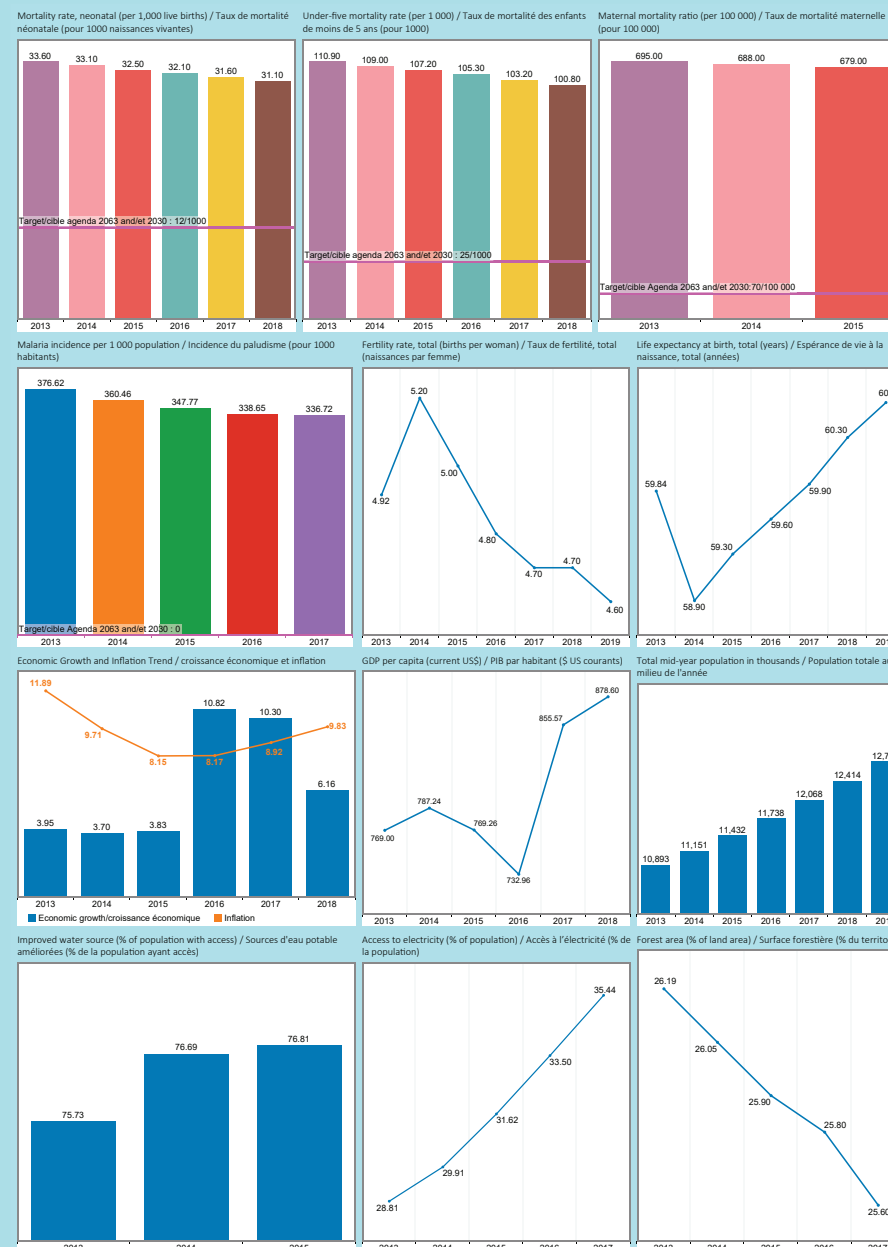 Mortality rate, neonatal (per 1,000 live births) / Taux de mortalité
néonatale (pour 1000 naissances vivantes)
33.60
33.10
32.50
32.10
31.60
31.10
Target/cible agenda 2063 and/et 2030 : 12/1000
2013 2014 2015 2016 2017 2018
Under-five mortality rate (per 1 000) / Taux de mortalité des enfants
de moins de 5 ans (pour 1000)
110.90
109.00
107.20
105.30
103.20
100.80
Target/cible agenda 2063 and/et 2030 : 25/1000
2013 2014 2015 2016 2017 2018
Maternal mortality ratio (per 100 000) / Taux de mortalité maternelle
(pour 100 000)
695.00
688.00
679.00
Target/cible Agenda 2063 and/et 2030:70/100 000
2013 2014 2015
Malaria incidence per 1 000 population / Incidence du paludisme (pour 1000
habitants)
376.62
360.46
347.77
338.65
336.72
Target/cible Agenda 2063 and/et 2030 : 0
2013 2014 2015 2016 2017
Fertility rate, total (births per woman) / Taux de fertilité, total
(naissances par femme)
4.92
5.20
5.00
4.80
4.70
4.70
4.60
2013 2014 2015 2016 2017 2018 2019
Life expectancy at birth, total (years) / Espérance de vie à la
naissance, total (années)
59.84
58.90
59.30
59.60
59.90
60.30
60
2013 2014 2015 2016 2017 2018
Economic Growth and Inflation Trend / croissance économique et inflation
11.89
9.71
8.15
8.17
8.92
9.83
3.95
3.70
3.83
10.82
10.30
6.16
2013 2014 2015 2016 2017 2018
Economic growth/croissance économique Inflation
GDP per capita (current US$) / PIB par habitant ($ US courants)
769.00
787.24
769.26
732.96
855.57
878.60
2013 2014 2015 2016 2017 2018
Total mid-year population in thousands / Population totale au
milieu de l'année
10,893
11,151
11,432
11,738
12,068
12,414
12,7
2013 2014 2015 2016 2017 2018
Improved water source (% of population with access) / Sources d'eau potable
améliorées (% de la population ayant accès)
75.73
76.69
76.81
2013 2014 2015
Access to electricity (% of population) / Accès à l'électricité (% de
la population)
28.81
29.91
31.62
33.50
35.44
2013 2014 2015 2016 2017
Forest area (% of land area) / Surface forestière (% du territo
26.19
26.05
25.90
25.80
25.60
2013 2014 2015 2016 2017